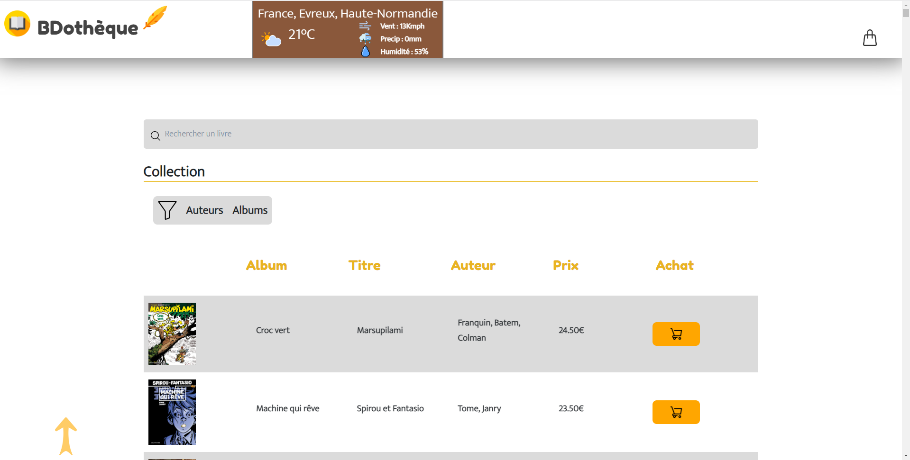 BDothèque
France, Evreux, Haute-Normandie
21°C
Vent : 13Kmph
Precip : 0mm
Humidité : 53%
Rechercher un livre
Collection
Auteurs Albums
Album Titre Auteur Prix Achat
MARSUPILAMI
Croc vert Marsupilami Franquin, Batem, 24.50€
Colman
SPIROU ET FANTASIO
MACHINE
QUI RÊVE
Machine qui rêve Spirou et Fantasio Tome, Janry 23.50€